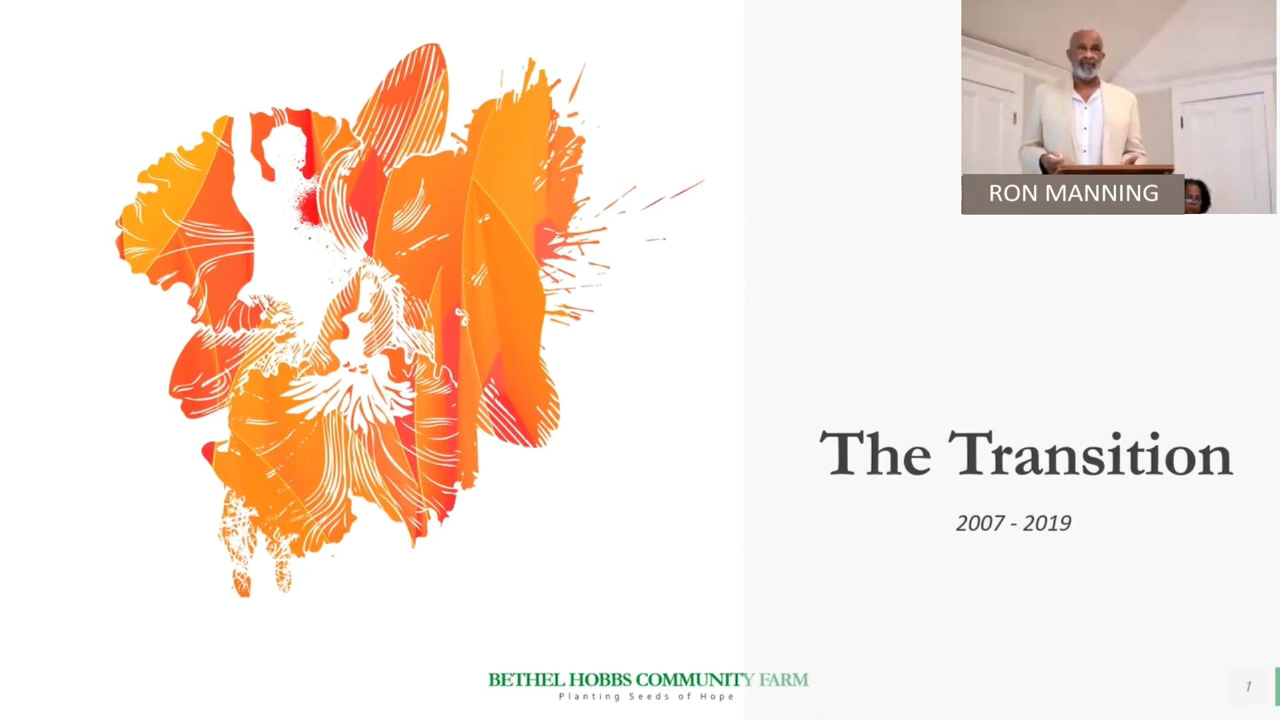 RON MANNING
The Transition
2007 - 2019
BETHEL HOBBS COMMUNITY FARM
Planting Seeds of Hope
1